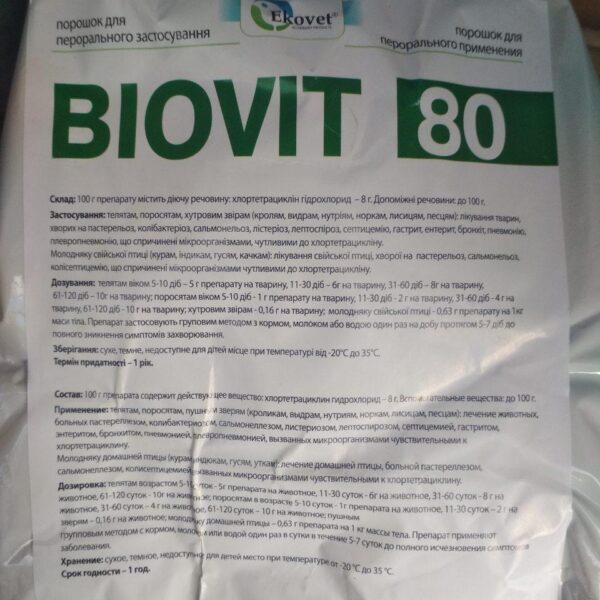 порошок для
перорального застосування
Ekovet®
порошок для
перорального применения
BIOVIT 80
Склад: 100 г препарату містить діючу речовину: хлортетрациклін гідрохлорид – 8 г. Допоміжні речовини: до 100 г.
Застосування: телятам, поросятам, хутровим звірам (кролям, видрам, нутріям, норкам, лисицям, песцям): лікування тварин,
хворих на пастерельоз, колібактеріоз, сальмонельоз, лістеріоз, лептоспіроз, септицемію, гастрит, ентерит, бронхіт, пневмонію,
плевропневмонію, що спричинені мікроорганізмами, чутливими до хлортетрацикліну.
Молодняку свійської птиці (курам, індикам, гусям, качкам): лікування свійської птиці, хворої на пастерельоз, сальмонельоз,
колісептицемію, що спричинені мікроорганізмами чутливими до хлортетрацикліну.
Дозування: телятам віком 5-10 діб – 5 г препарату на тварину, 11-30 діб – 6г на тварину, 31-60 діб – 8г на тварину,
61-120 діб – 10г на тварину; поросятам віком 5-10 діб - 1 г препарату на тварину, 11-30 діб - 2 г на тварину, 31-60 діб - 4 г на
тварину, 61-120 діб - 10 г на тварину; хутровим звірам - 0,16 г на тварину; молодняку свійської птиці - 0,63 г препарату на 1кг
маси тіла. Препарат застосовують груповим методом з кормом, молоком або водою один раз на добу протягом 5-7 діб до
повного зникнення симптомів захворювання.
Зберігання: сухе, темне, недоступне для дітей місце при температурі від -20°С до 35°С.
Термін придатності – 1 рік.
Состав: 100 г препарата содержит действующее вещество: хлортетрациклин гидрохлорид – 8 г. Вспомогательные вещества: до 100 г.
Применение: телятам, поросятам, пушным зверям (кроликам, выдрам, нутриям, норкам, лисицам, песцам): лечение животных,
больных пастереллезом, колибактериозом, сальмонеллезом, листериозом, лептоспирозом, септицемией, гастритом,
энтеритом, бронхитом, пневмонией, плевропневмонией, вызванных микроорганизмами чувствительными к
хлортетрациклину.
Молодняку домашней птицы (курам, индюкам, гусям, уткам): лечение домашней птицы, больной пастереллезом,
сальмонеллезом, колисептицемией вызванных микроорганизмами чувствительными к хлортетрациклину.
Дозировка: телятам возрастом 5-10 суток - 5г препарата на животное, 11-30 суток - 6г на животное, 31-60 суток – 8 г на
животное, 61-120 суток - 10г на животное; поросятам в возрасте 5-10 суток - 1г препарата на животное, 11-30 суток – 2 г на
животное, 31-60 суток – 4 г на животное, 61-120 суток – 10 г на животное; пушным
зверям – 0,16 г на животное; молодняку домашней птицы – 0,63 г препарата на 1 кг массы тела. Препарат применяют
групповым методом с кормом, молоком или водой один раз в сутки в течение 5-7 суток до полного исчезновения симптомов
заболевания.
Хранение: сухое, темное, недоступное для детей место при температуре от -20 °С до 35 °С.
Срок годности – 1 год.